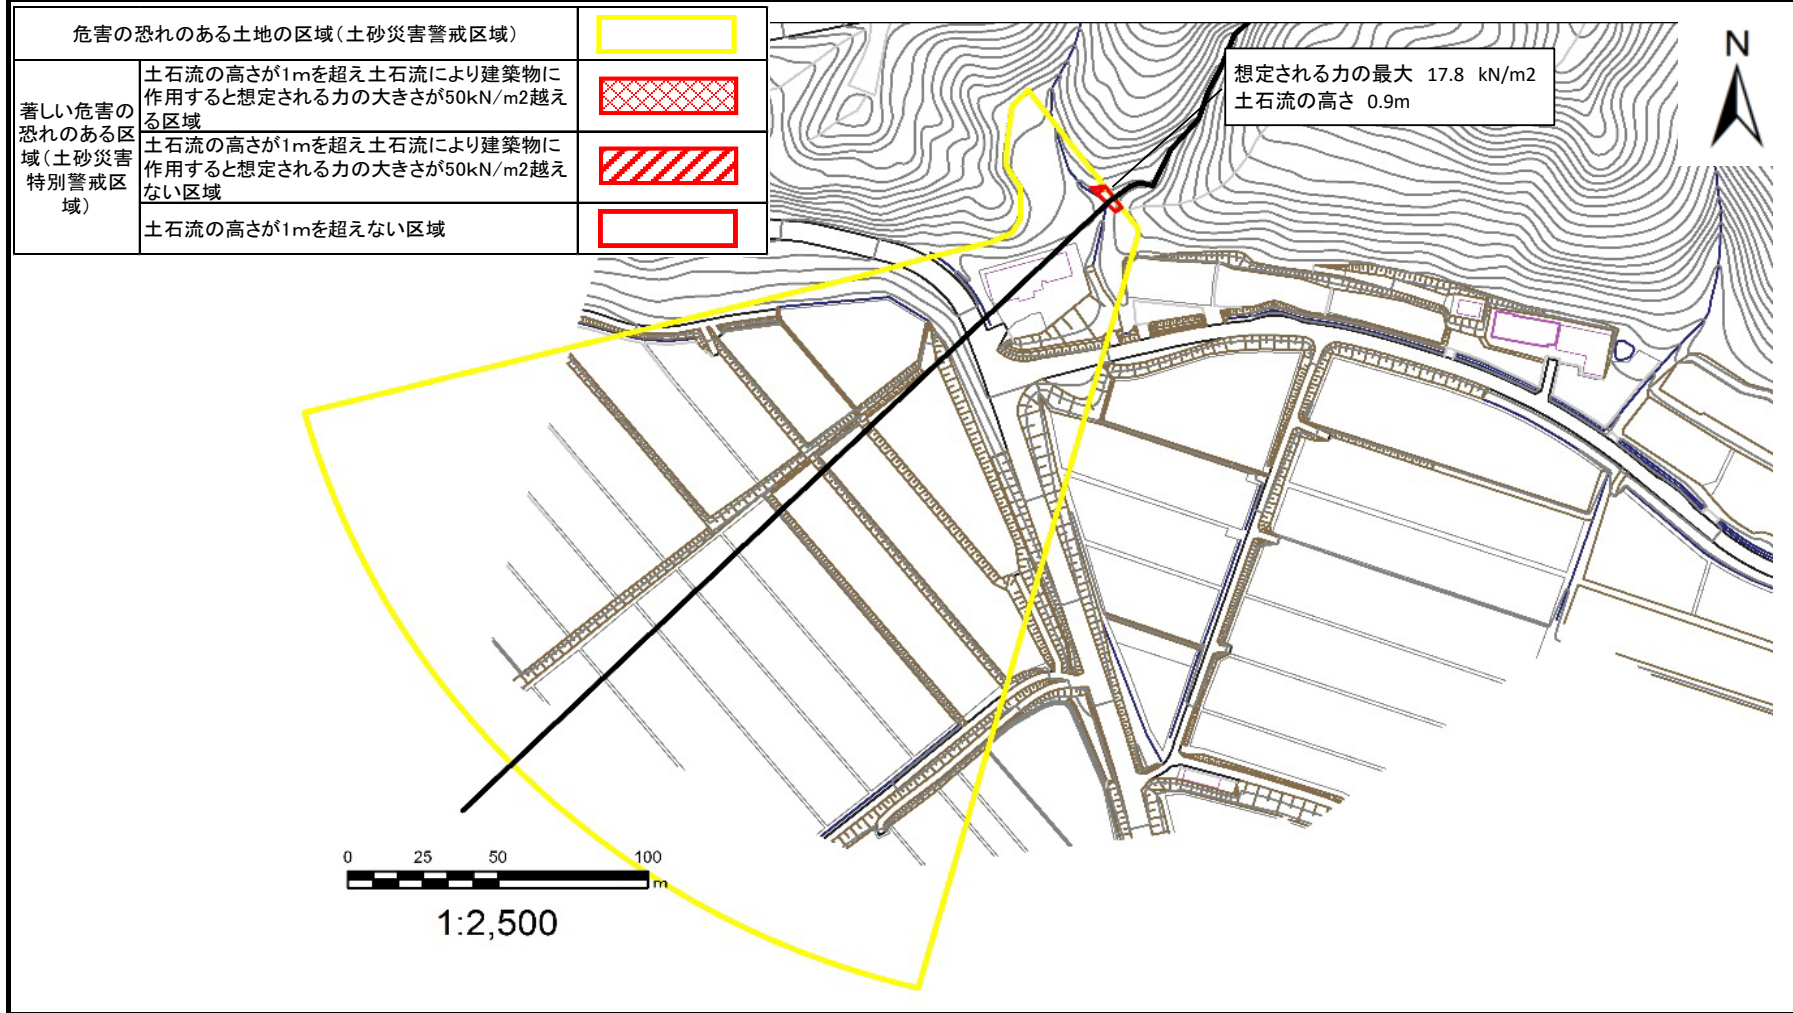 危害の恐れのある土地の区域(土砂災害警戒区域)
著しい危害の
恐れのある区
域(土砂災害
特別警戒区
域)
土石流の高さが1mを超え土石流により建築物に
作用すると想定される力の大きさが50kN/m2越え
る区域
土石流の高さが1mを超え土石流により建築物に
作用すると想定される力の大きさが50kN/m2越え
ない区域
土石流の高さが1mを超えない区域
想定される力の最大 17.8 kN/m2
土石流の高さ 0.9m
N
0 25 50 100
m
1:2,500